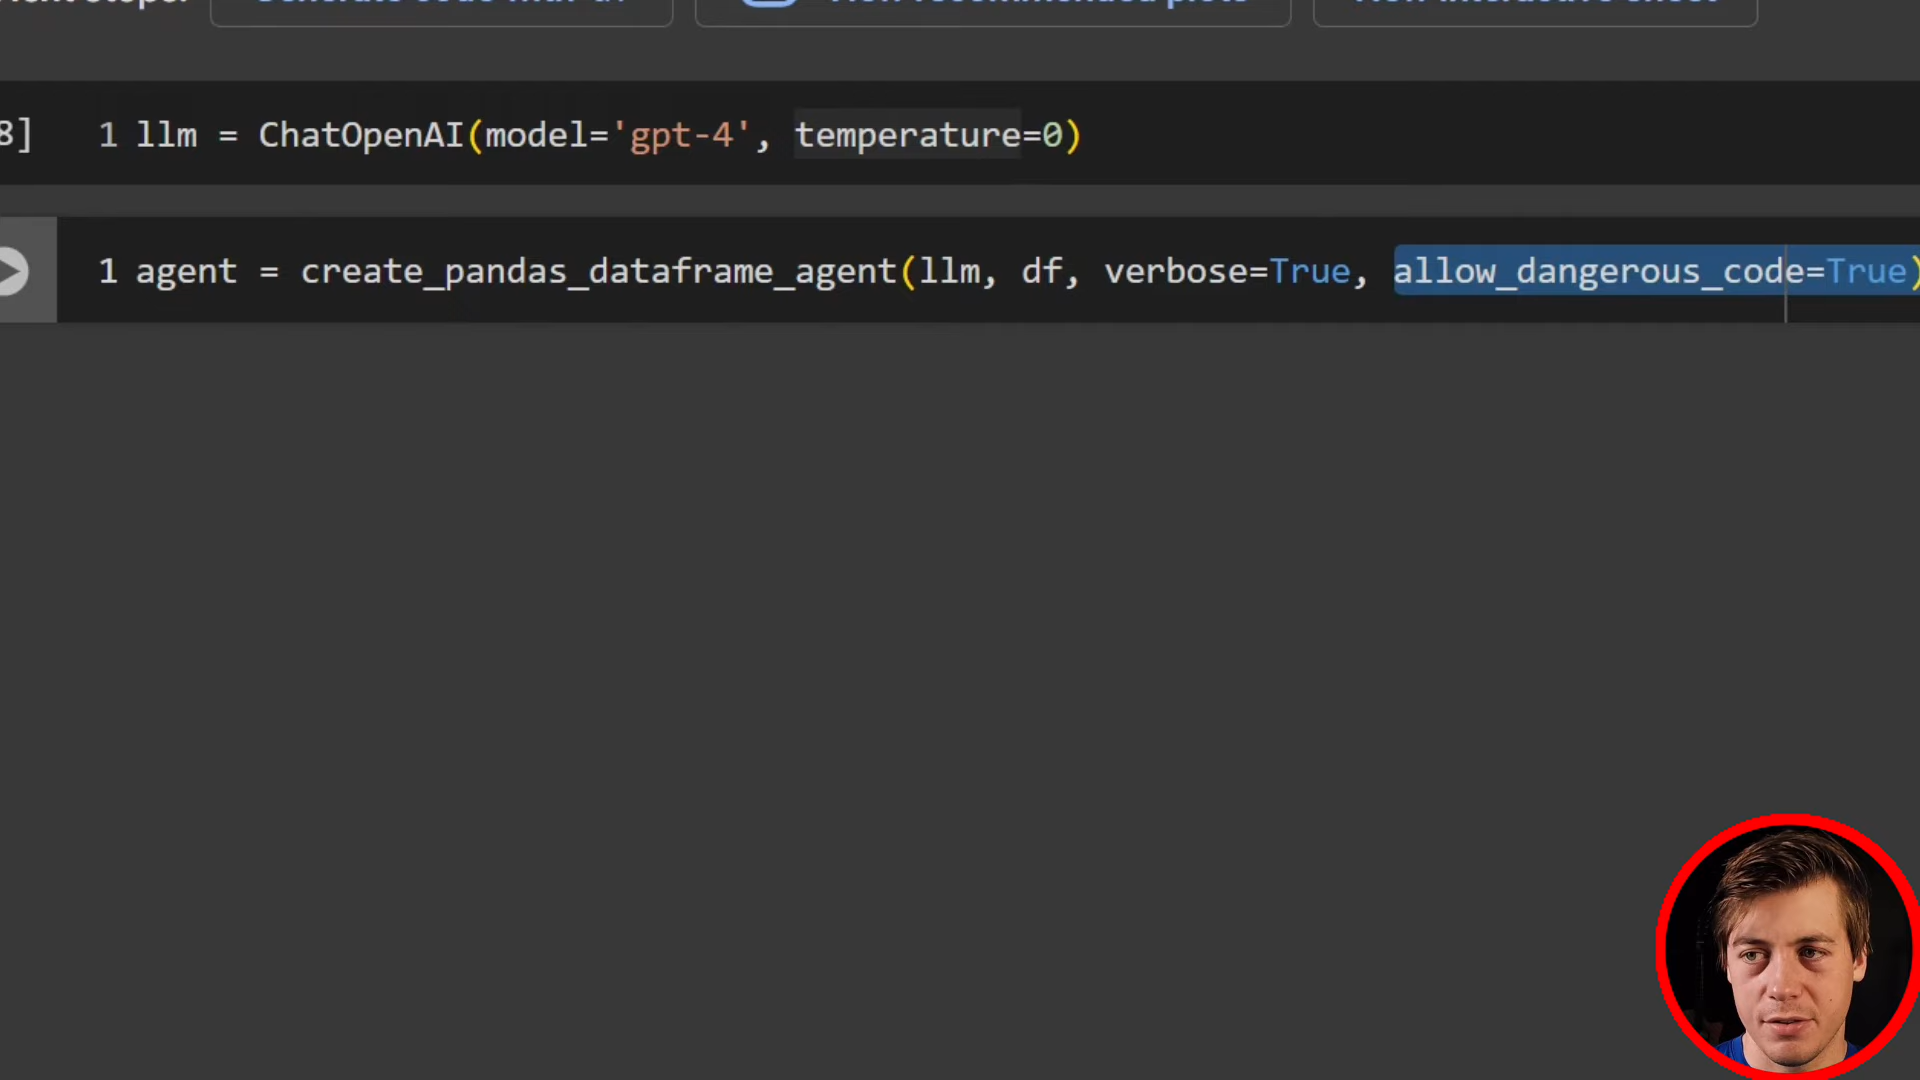 8] 1 llm = ChatOpenAI(model='gpt-4', temperature=0)
1 agent = create_pandas_dataframe_agent(llm, df, verbose=True, allow_dangerous_code=True)